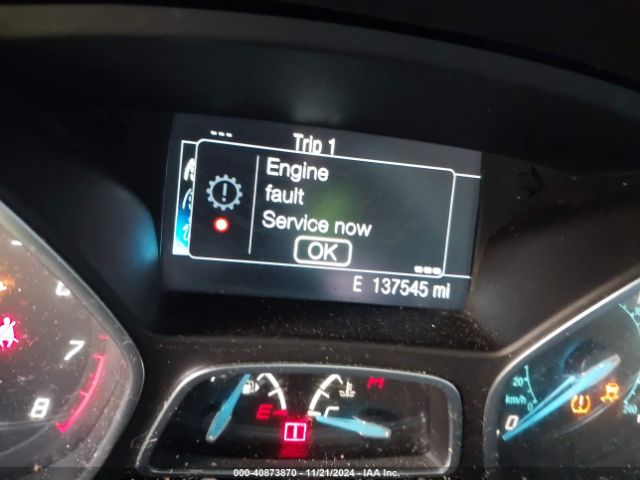 --- Trip 1
Engine
fault
Service now
OK
E 137545 mi
7
8
E
20
km/h 0
0
000-40873870 • 11/21/2024 • IAA Inc.